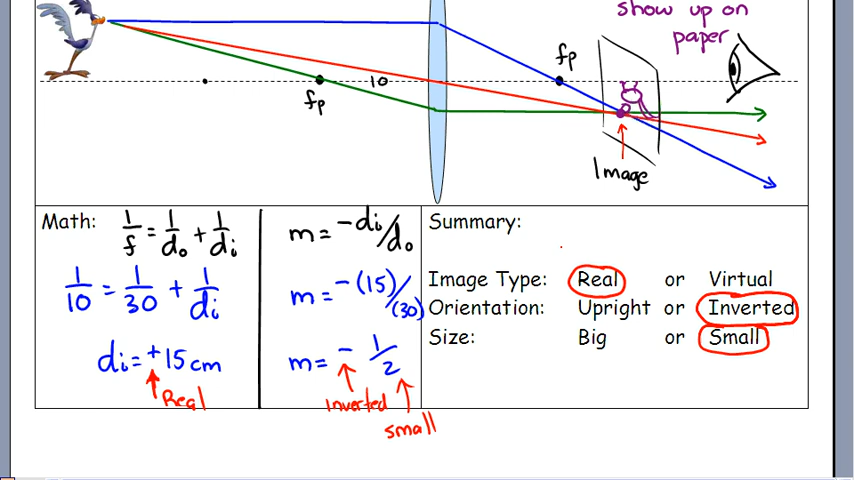 show up on
paper
fp
10
fp
Image
Math:
1/f = 1/do + 1/di
1/10 = 1/30 + 1/di
di = +15 cm
Real
m = -di/do
m = -(15)/(30)
m = - 1/2
Inverted
small
Summary:
Image Type: Real or Virtual
Orientation: Upright or Inverted
Size: Big or Small